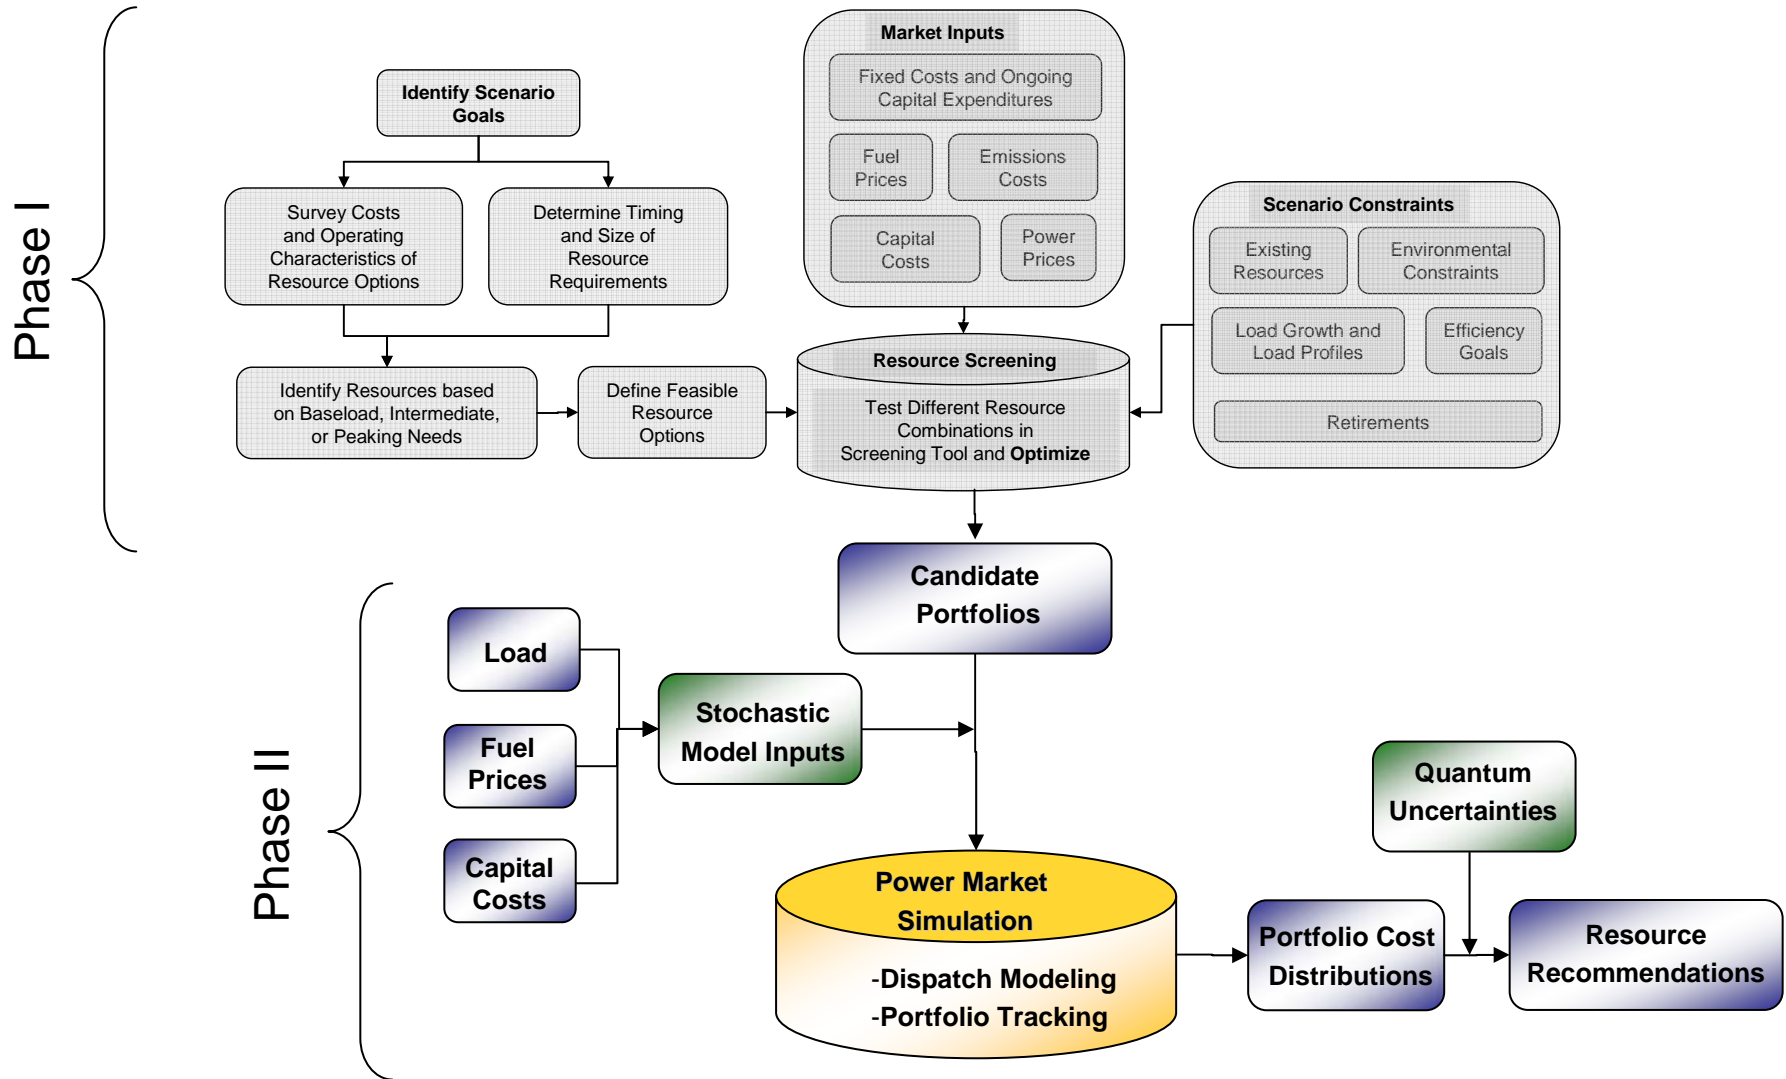 Phase I
Identify Scenario
Goals
Survey Costs
and Operating
Characteristics of
Resource Options
Determine Timing
and Size of
Resource
Requirements
Identify Resources based
on Baseload, Intermediate,
or Peaking Needs
Define Feasible
Resource
Options
Market Inputs
Fixed Costs and Ongoing
Capital Expenditures
Fuel
Prices
Emissions
Costs
Capital
Costs
Power
Prices
Scenario Constraints
Existing
Resources
Environmental
Constraints
Load Growth and
Load Profiles
Efficiency
Goals
Retirements
Resource Screening
Test Different Resource
Combinations in
Screening Tool and Optimize
Phase II
Candidate
Portfolios
Load
Fuel
Prices
Capital
Costs
Stochastic
Model Inputs
Power Market
Simulation
-Dispatch Modeling
-Portfolio Tracking
Quantum
Uncertainties
Portfolio Cost
Distributions
Resource
Recommendations